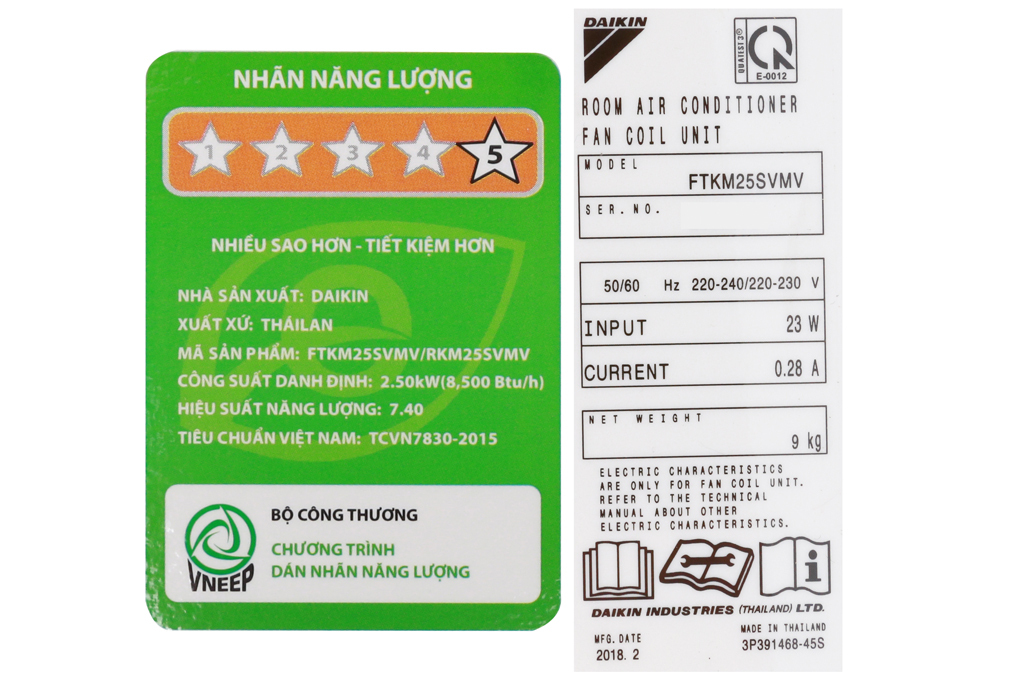 NHÃN NĂNG LƯỢNG
1 2 3 4 5
NHIỀU SAO HƠN - TIẾT KIỆM HƠN
NHÀ SẢN XUẤT: DAIKIN
XUẤT XỨ: THÁILAN
MÃ SẢN PHẨM: FTKM25SVMV/RKM25SVMV
CÔNG SUẤT DANH ĐỊNH: 2.50kW(8,500 Btu/h)
HIỆU SUẤT NĂNG LƯỢNG: 7.40
TIÊU CHUẨN VIỆT NAM: TCVN7830-2015
VNEEP
BỘ CÔNG THƯƠNG
CHƯƠNG TRÌNH
DÁN NHÃN NĂNG LƯỢNG
DAIKIN
QUATEST3®
E-0012
ROOM AIR CONDITIONER
FAN COIL UNIT
MODEL
FTKM25SVMV
SER.NO.
50/60 Hz 220-240/220-230 V
INPUT 23 W
CURRENT 0.28 A
NET WEIGHT
9 kg
ELECTRIC CHARACTERISTICS
ARE ONLY FOR FAN COIL UNIT.
REFER TO THE TECHNICAL
MANUAL ABOUT OTHER
ELECTRIC CHARACTERISTICS.
i
DAIKIN INDUSTRIES (THAILAND) LTD.
MFG.DATE
2018. 2
MADE IN THAILAND
3P391468-45S